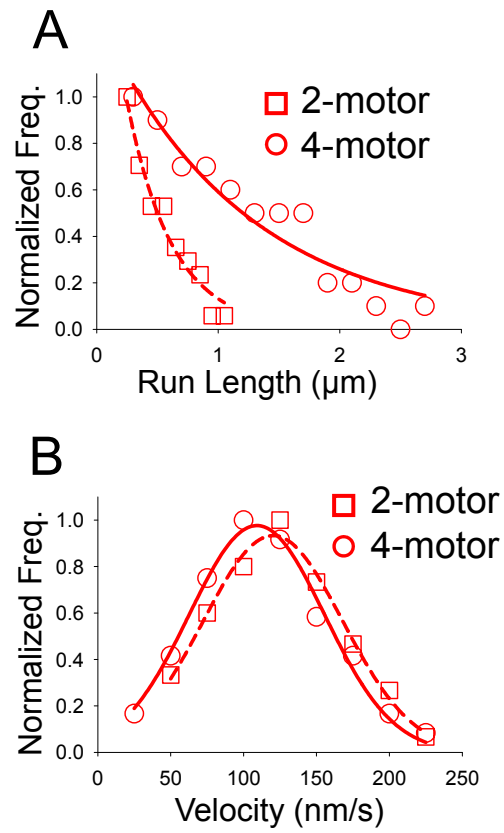 A
2-motor
4-motor
Normalized Freq.
1.0
0.8
0.6
0.4
0.2
0.0
0 1 2 3
Run Length (µm)
B
2-motor
4-motor
Normalized Freq.
1.0
0.8
0.6
0.4
0.2
0.0
0 50 100 150 200 250
Velocity (nm/s)